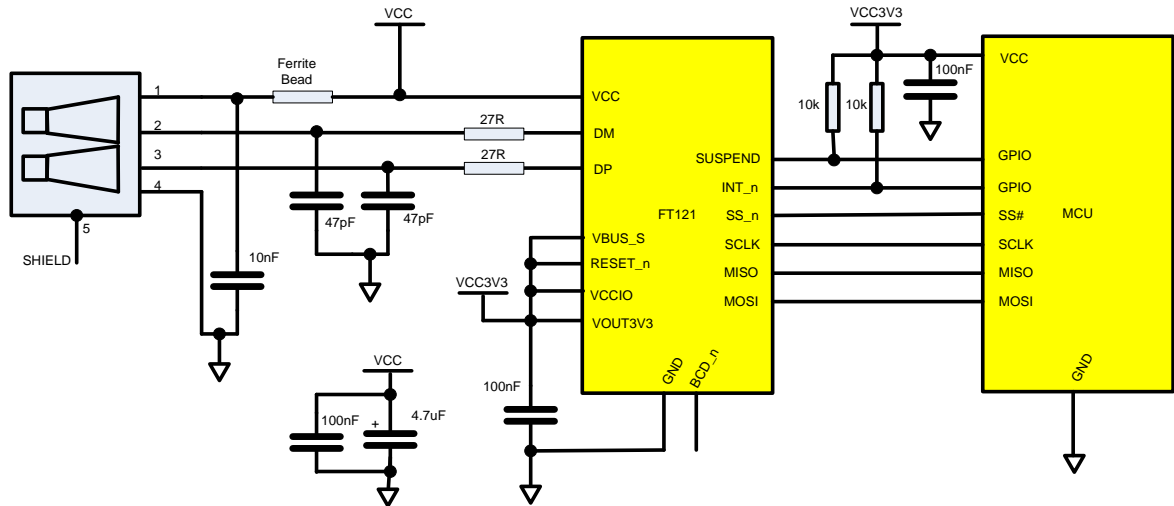 VCC
VCC3V3
Ferrite
Bead
1
2
3
4
5
SHIELD
27R
27R
47pF
47pF
10nF
VCC
DM
DP
VBUS_S
RESET_n
VCCIO
VOUT3V3
FT121
SUSPEND
INT_n
SS_n
SCLK
MISO
MOSI
GND
BCD_n
10k
10k
100nF
VCC
GPIO
GPIO
SS#
MCU
SCLK
MISO
MOSI
GND
VCC3V3
100nF
VCC
100nF
+
4.7uF